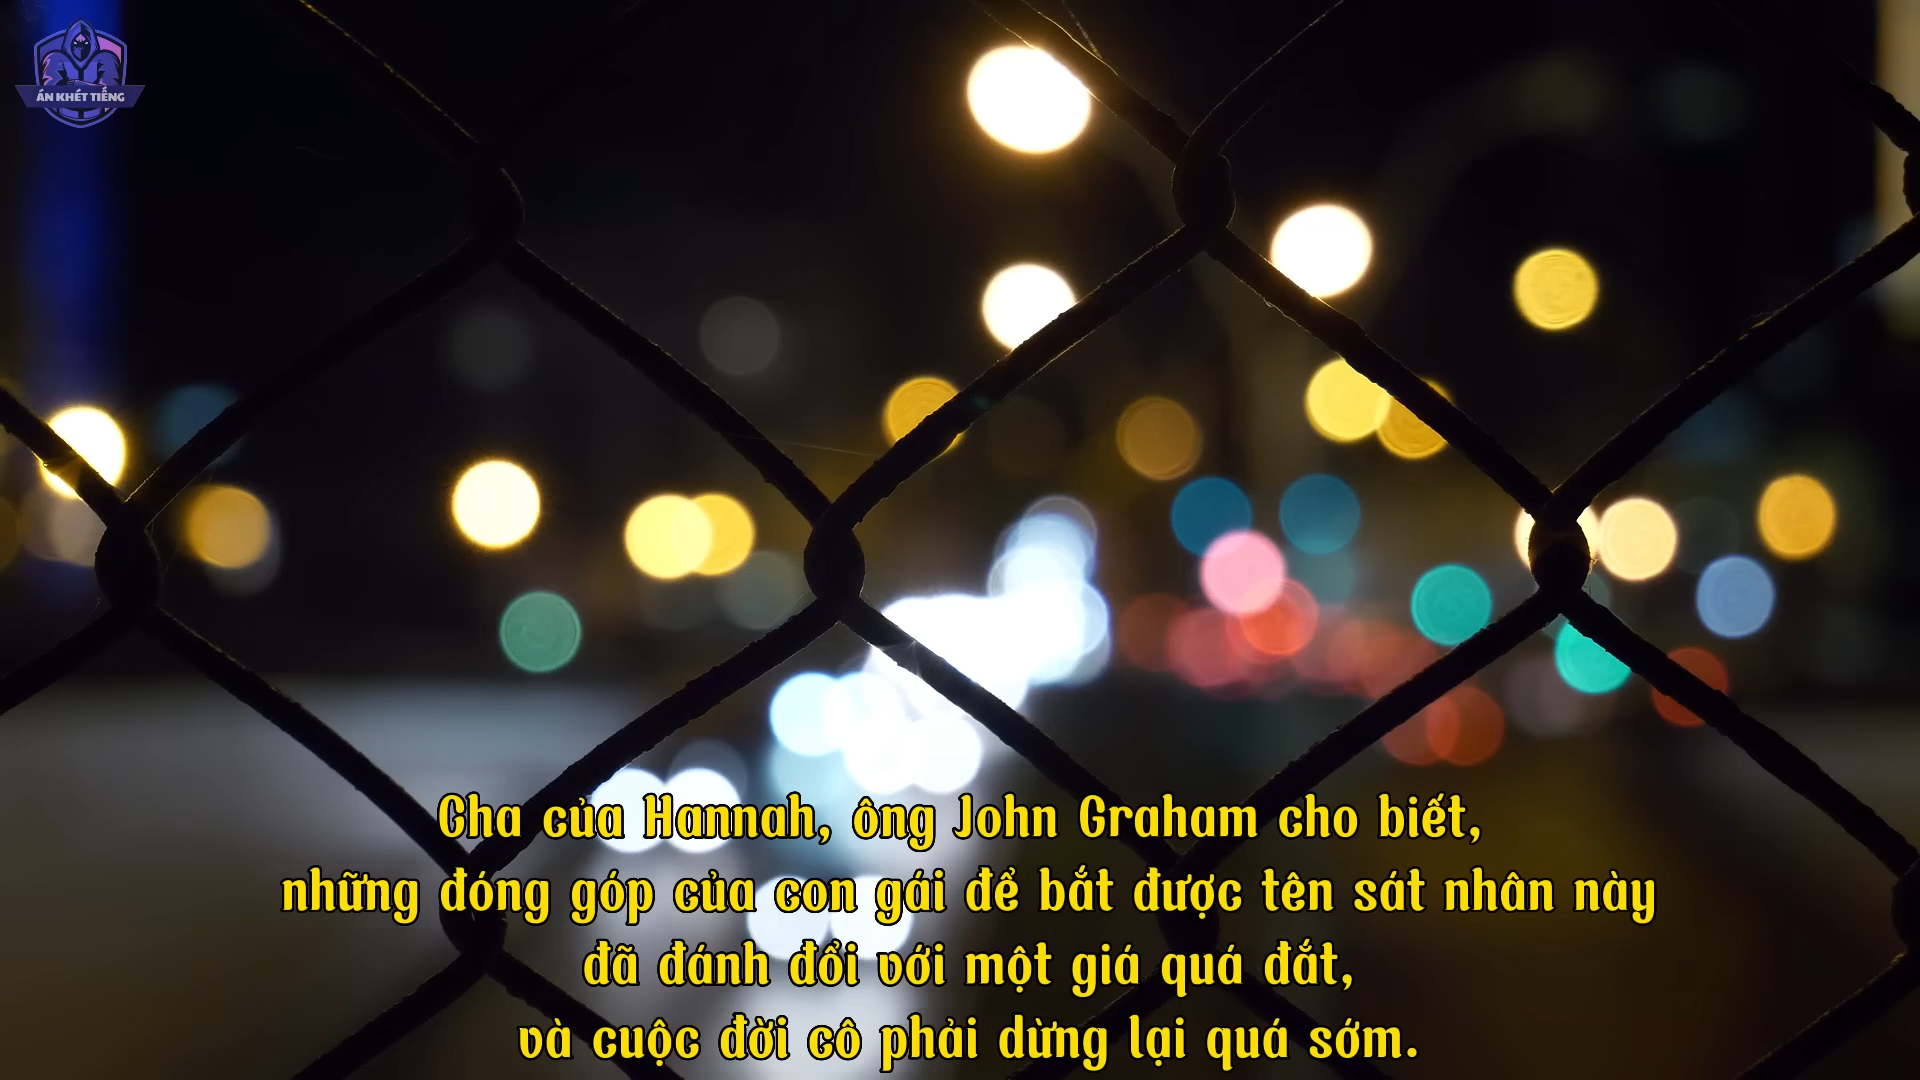 ÁN KHÉT TIẾNG
Cha của Hannah, ông John Graham cho biết,
những đóng góp của con gái để bắt được tên sát nhân này
đã đánh đổi với một giá quá đắt,
và cuộc đời cô phải dừng lại quá sớm.